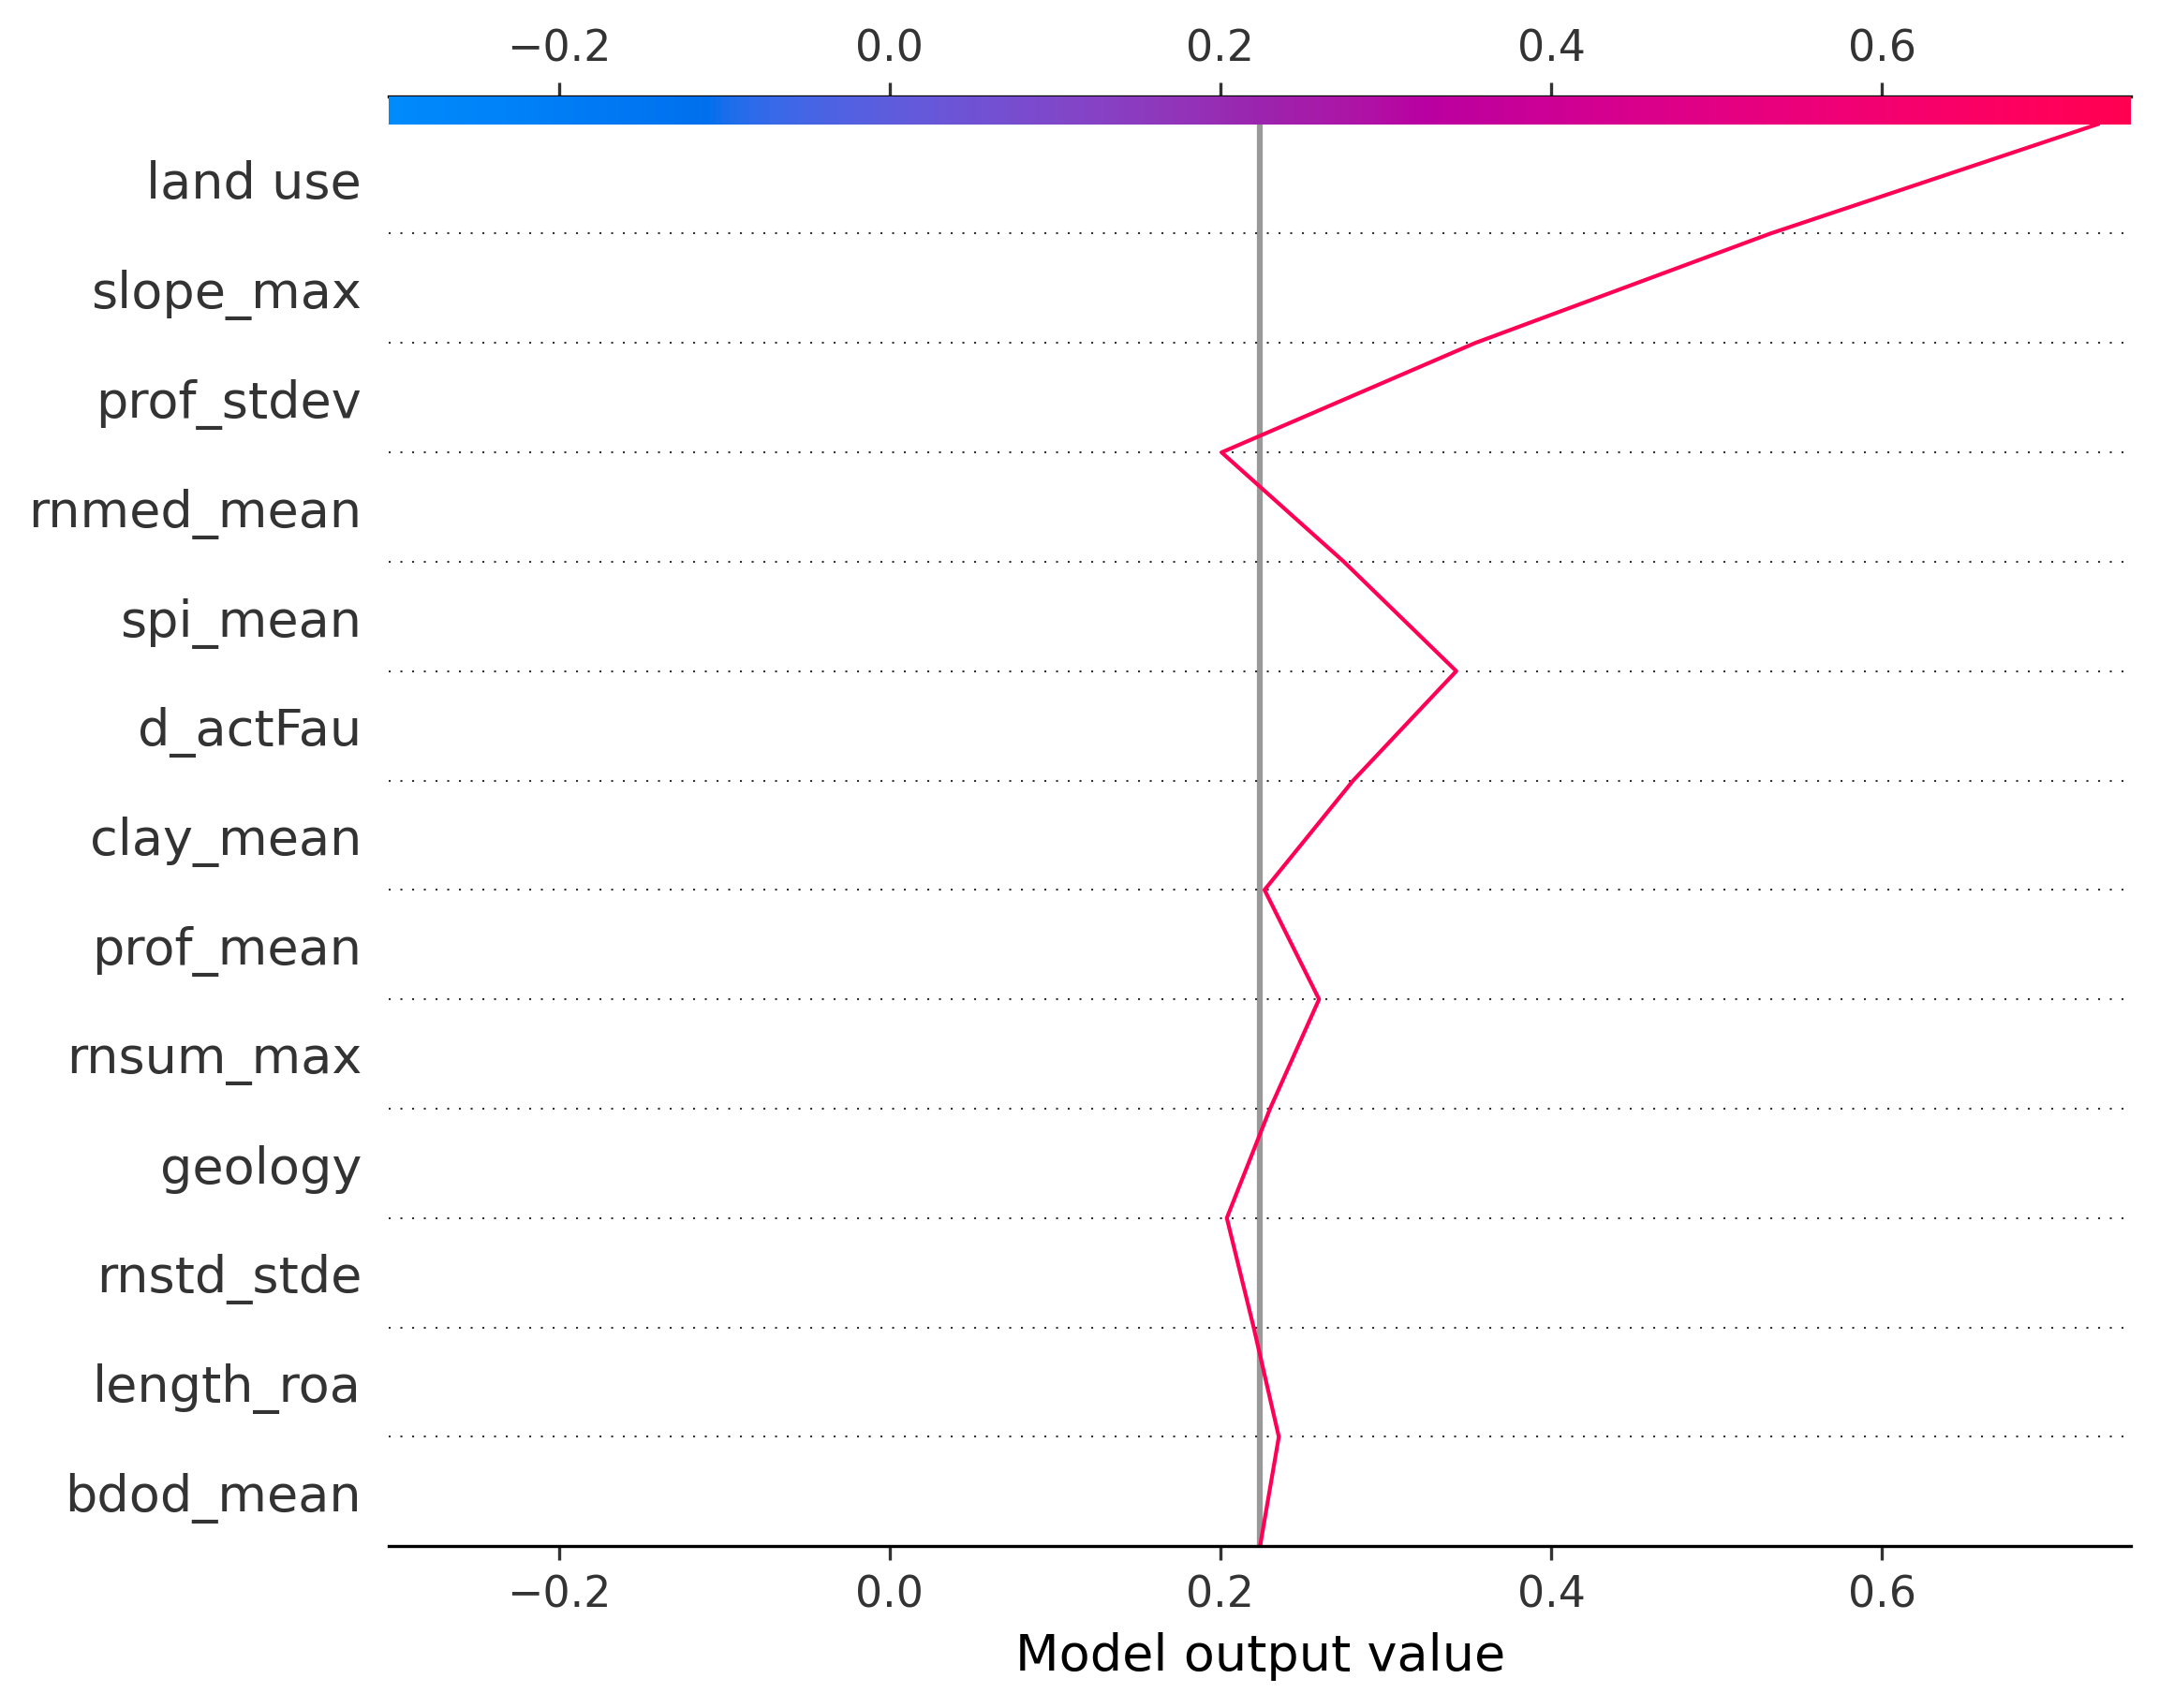 −0.2 0.0 0.2 0.4 0.6
land use
slope_max
prof_stdev
rnmed_mean
spi_mean
d_actFau
clay_mean
prof_mean
rnsum_max
geology
rnstd_stde
length_roa
bdod_mean
−0.2 0.0 0.2 0.4 0.6
Model output value